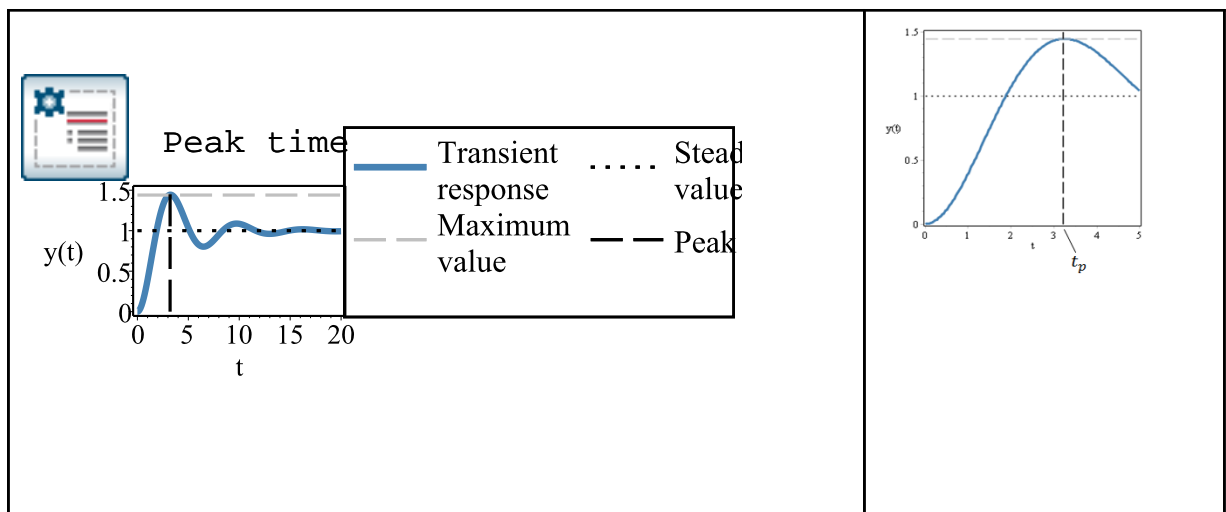 Peak time
Transient
response
Maximum
value
Stead
value
Peak
1.5
1
0.5
0
y(t)
0 5 10 15 20
t
1.5
1
0.5
0
y(t)
0 1 2 3 4 5
t
t_p